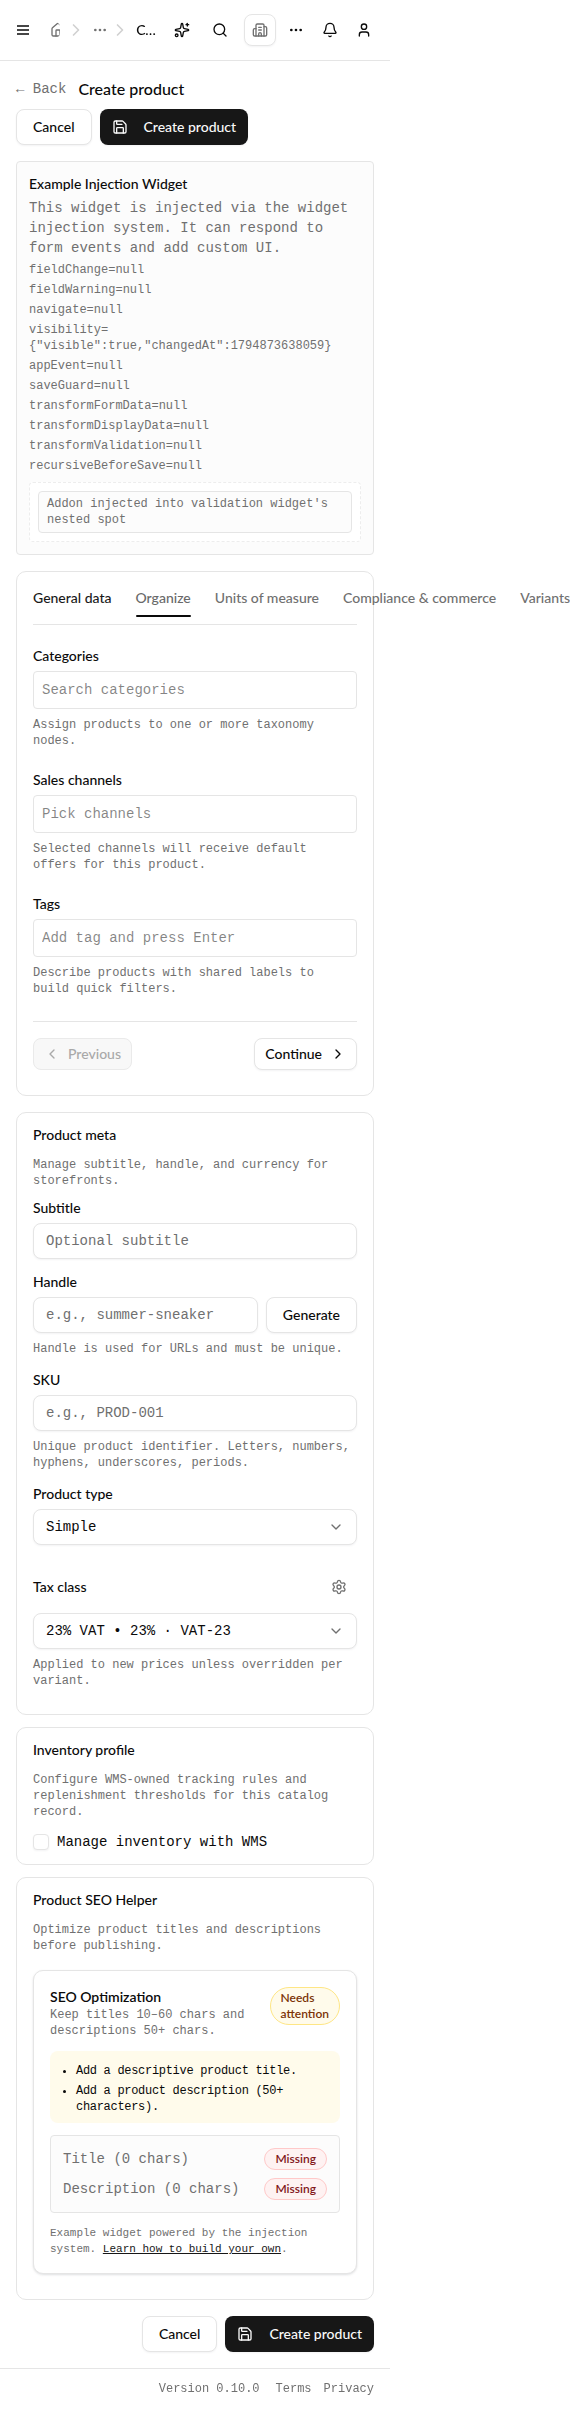 C...
← Back Create product
Cancel
Create product
Example Injection Widget
This widget is injected via the widget
injection system. It can respond to
form events and add custom UI.
fieldChange=null
fieldWarning=null
navigate=null
visibility=
{"visible":true,"changedAt":1794873638059}
appEvent=null
saveGuard=null
transformFormData=null
transformDisplayData=null
transformValidation=null
recursiveBeforeSave=null
Addon injected into validation widget's
nested spot
General data Organize Units of measure Compliance & commerce Variants
Categories
Search categories
Assign products to one or more taxonomy
nodes.
Sales channels
Pick channels
Selected channels will receive default
offers for this product.
Tags
Add tag and press Enter
Describe products with shared labels to
build quick filters.
Previous
Continue
Product meta
Manage subtitle, handle, and currency for
storefronts.
Subtitle
Optional subtitle
Handle
e.g., summer-sneaker
Generate
Handle is used for URLs and must be unique.
SKU
e.g., PROD-001
Unique product identifier. Letters, numbers,
hyphens, underscores, periods.
Product type
Simple
Tax class
23% VAT • 23% · VAT-23
Applied to new prices unless overridden per
variant.
Inventory profile
Configure WMS-owned tracking rules and
replenishment thresholds for this catalog
record.
Manage inventory with WMS
Product SEO Helper
Optimize product titles and descriptions
before publishing.
SEO Optimization
Keep titles 10–60 chars and
descriptions 50+ chars.
Needs
attention
• Add a descriptive product title.
• Add a product description (50+
characters).
Title (0 chars)
Missing
Description (0 chars)
Missing
Example widget powered by the injection
system. Learn how to build your own.
Cancel
Create product
Version 0.10.0 Terms Privacy